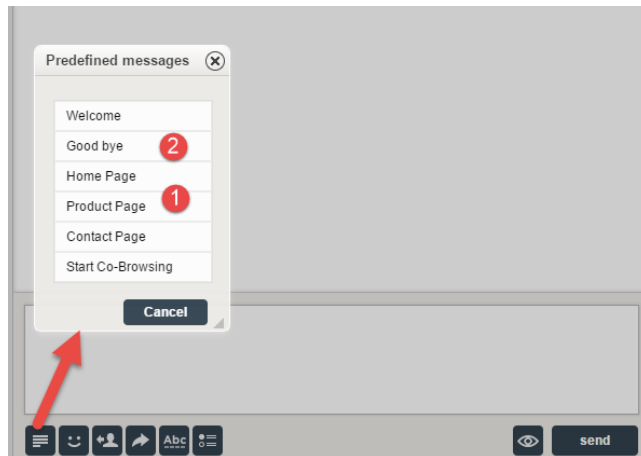 Predefined messages
Welcome
Good bye
2
Home Page
1
Product Page
Contact Page
Start Co-Browsing
Cancel
Abc
send